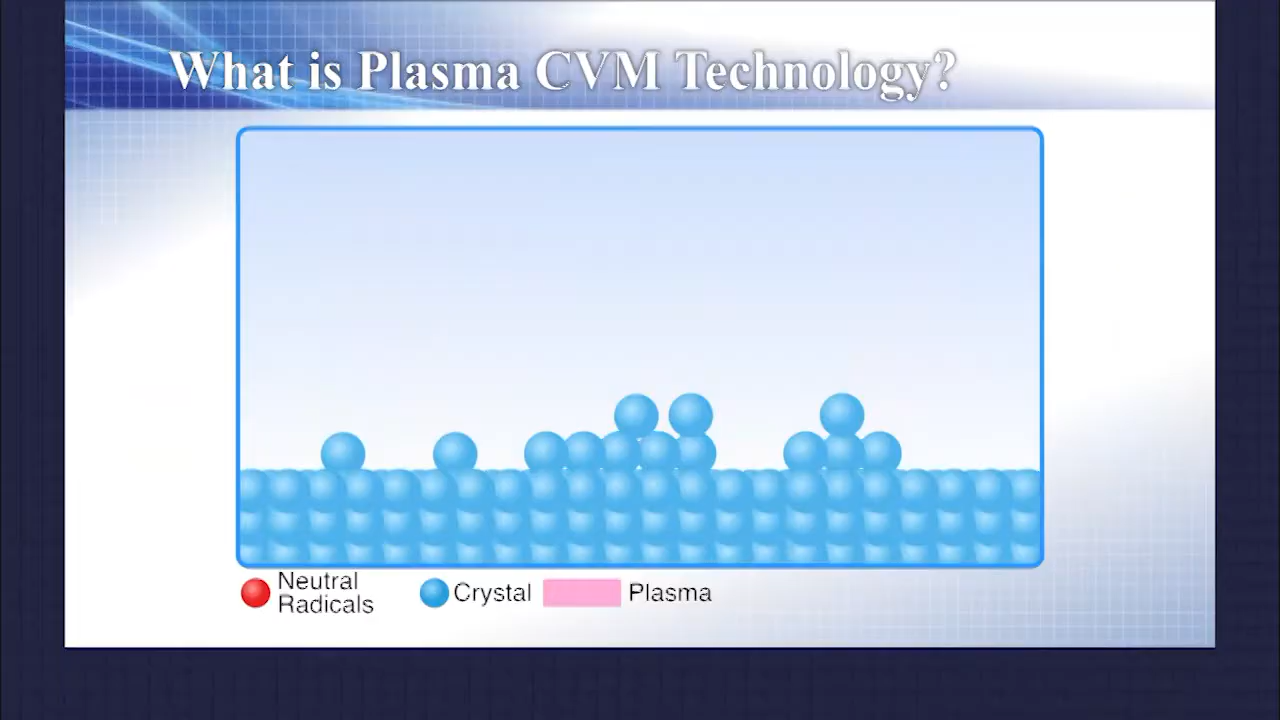 What is Plasma CVM Technology?
Neutral
Radicals
Crystal
Plasma